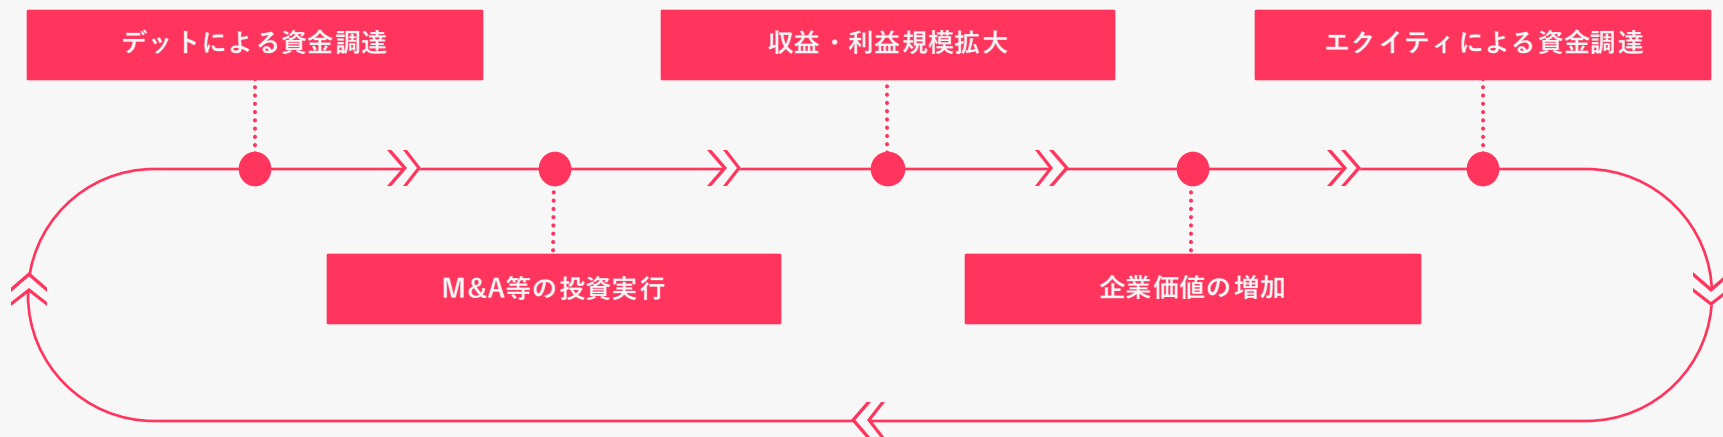 デットによる資金調達
収益・利益規模拡大
エクイティによる資金調達
M&A等の投資実行
企業価値の増加